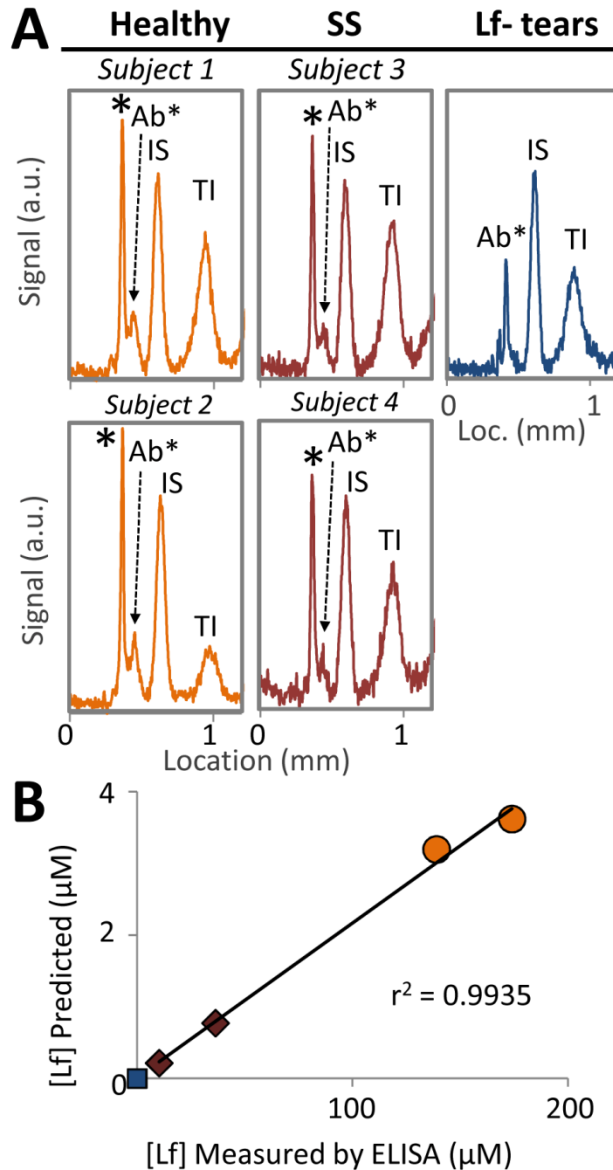 A
Healthy SS Lf- tears
Subject 1 Subject 3
* Ab* IS TI
* Ab* IS TI
Ab* IS TI
Signal (a.u.)
0 1
Loc. (mm)
Subject 2 Subject 4
* Ab* IS TI
* Ab* IS TI
Signal (a.u.)
0 1 0 1
Location (mm)
B
4
2
0
100 200
r² = 0.9935
[Lf] Predicted (µM)
[Lf] Measured by ELISA (µM)